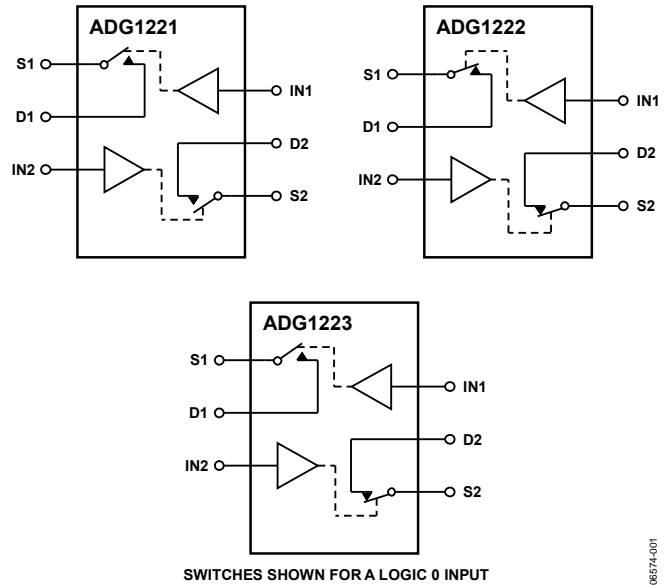 ADG1221
S1
IN1
D1
D2
IN2
S2
ADG1222
S1
IN1
D1
D2
IN2
S2
ADG1223
S1
IN1
D1
D2
IN2
S2
SWITCHES SHOWN FOR A LOGIC 0 INPUT
06574-001